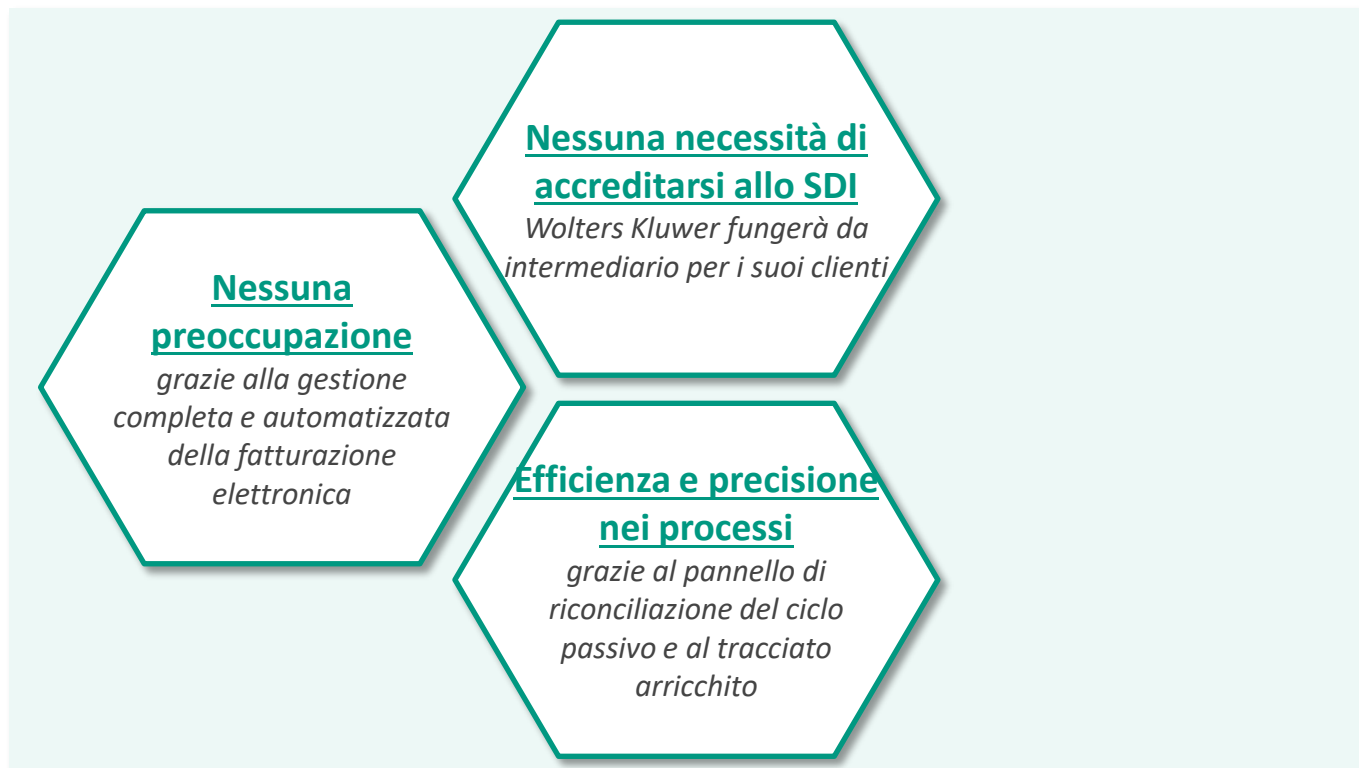 Nessuna necessità di
accreditarsi allo SDI
Wolters Kluwer fungerà da
intermediario per i suoi clienti
Nessuna
preoccupazione
grazie alla gestione
completa e automatizzata
della fatturazione
elettronica
Efficienza e precisione
nei processi
grazie al pannello di
riconciliazione del ciclo
passivo e al tracciato
arricchito